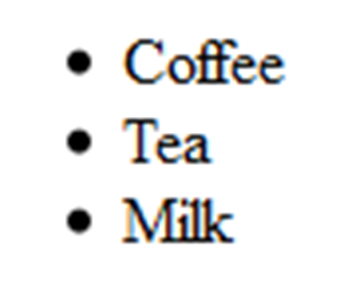 • Coffee
• Tea
• Milk